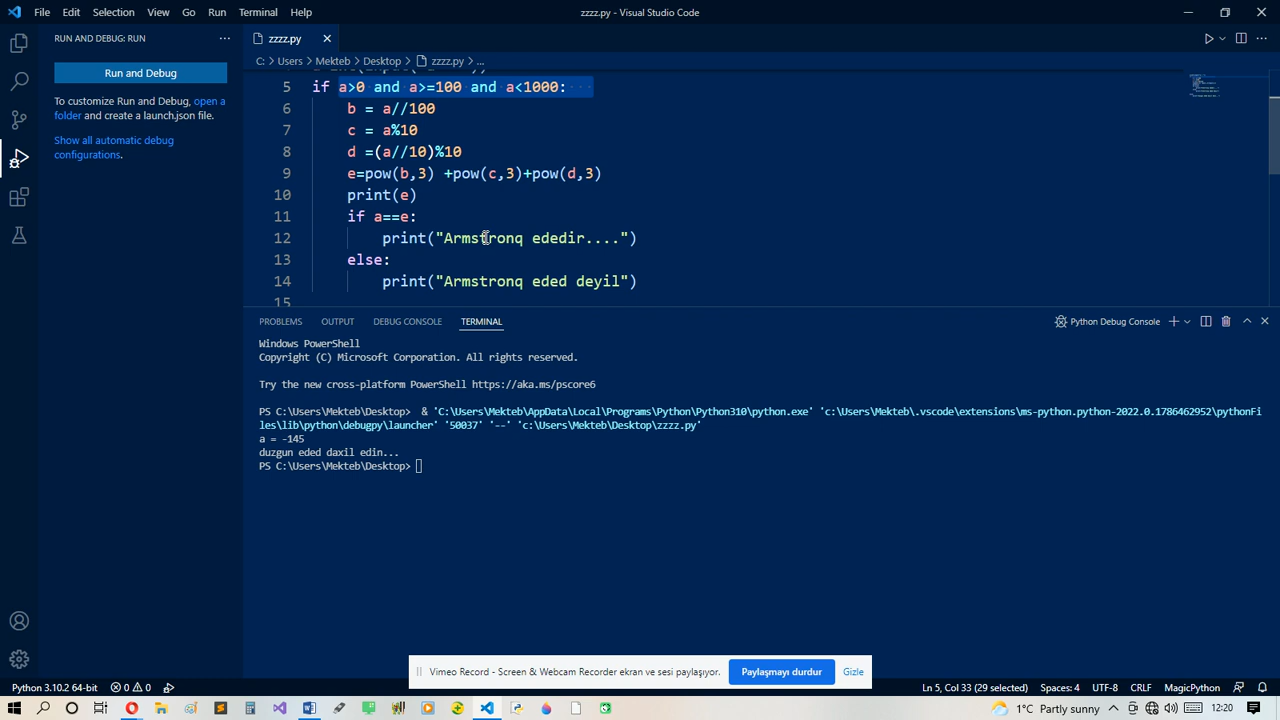 File Edit Selection View Go Run Terminal Help
zzzz.py - Visual Studio Code
RUN AND DEBUG: RUN ...
Run and Debug
To customize Run and Debug, open a
folder and create a launch.json file.
Show all automatic debug
configurations.
zzzz.py
C: > Users > Mekteb > Desktop > zzzz.py > ...
5 if a>0 and a>=100 and a<1000:
6 b = a//100
7 c = a%10
8 d =(a//10)%10
9 e=pow(b,3) +pow(c,3)+pow(d,3)
10 print(e)
11 if a==e:
12 print("Armstronq ededir....")
13 else:
14 print("Armstronq eded deyil")
15
PROBLEMS OUTPUT DEBUG CONSOLE TERMINAL
Python Debug Console
Windows PowerShell
Copyright (C) Microsoft Corporation. All rights reserved.
Try the new cross-platform PowerShell https://aka.ms/pscore6
PS C:\Users\Mekteb\Desktop> & 'C:\Users\Mekteb\AppData\Local\Programs\Python\Python310\python.exe' 'c:\Users\Mekteb\.vscode\extensions\ms-python.python-2022.0.1786462952\pythonFi
les\lib\python\debugpy\launcher' '50037' '--' 'c:\Users\Mekteb\Desktop\zzzz.py'
a = -145
duzgun eded daxil edin...
PS C:\Users\Mekteb\Desktop>
Vimeo Record - Screen & Webcam Recorder ekran ve sesi paylaşıyor.
Paylaşmayı durdur
Gizle
Python 3.10.2 64-bit 0 0
Ln 5, Col 33 (29 selected) Spaces: 4 UTF-8 CRLF MagicPython
1°C Partly sunny 12:20